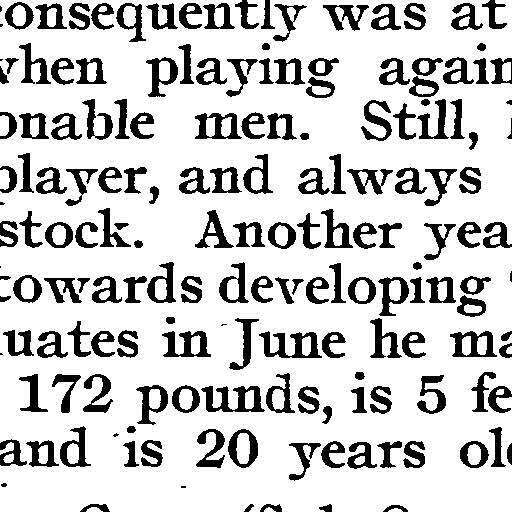 consequently was at
when playing again
onable men. Still,
player, and always
stock. Another yea
towards developing
uates in June he ma
172 pounds, is 5 fe
and is 20 years old